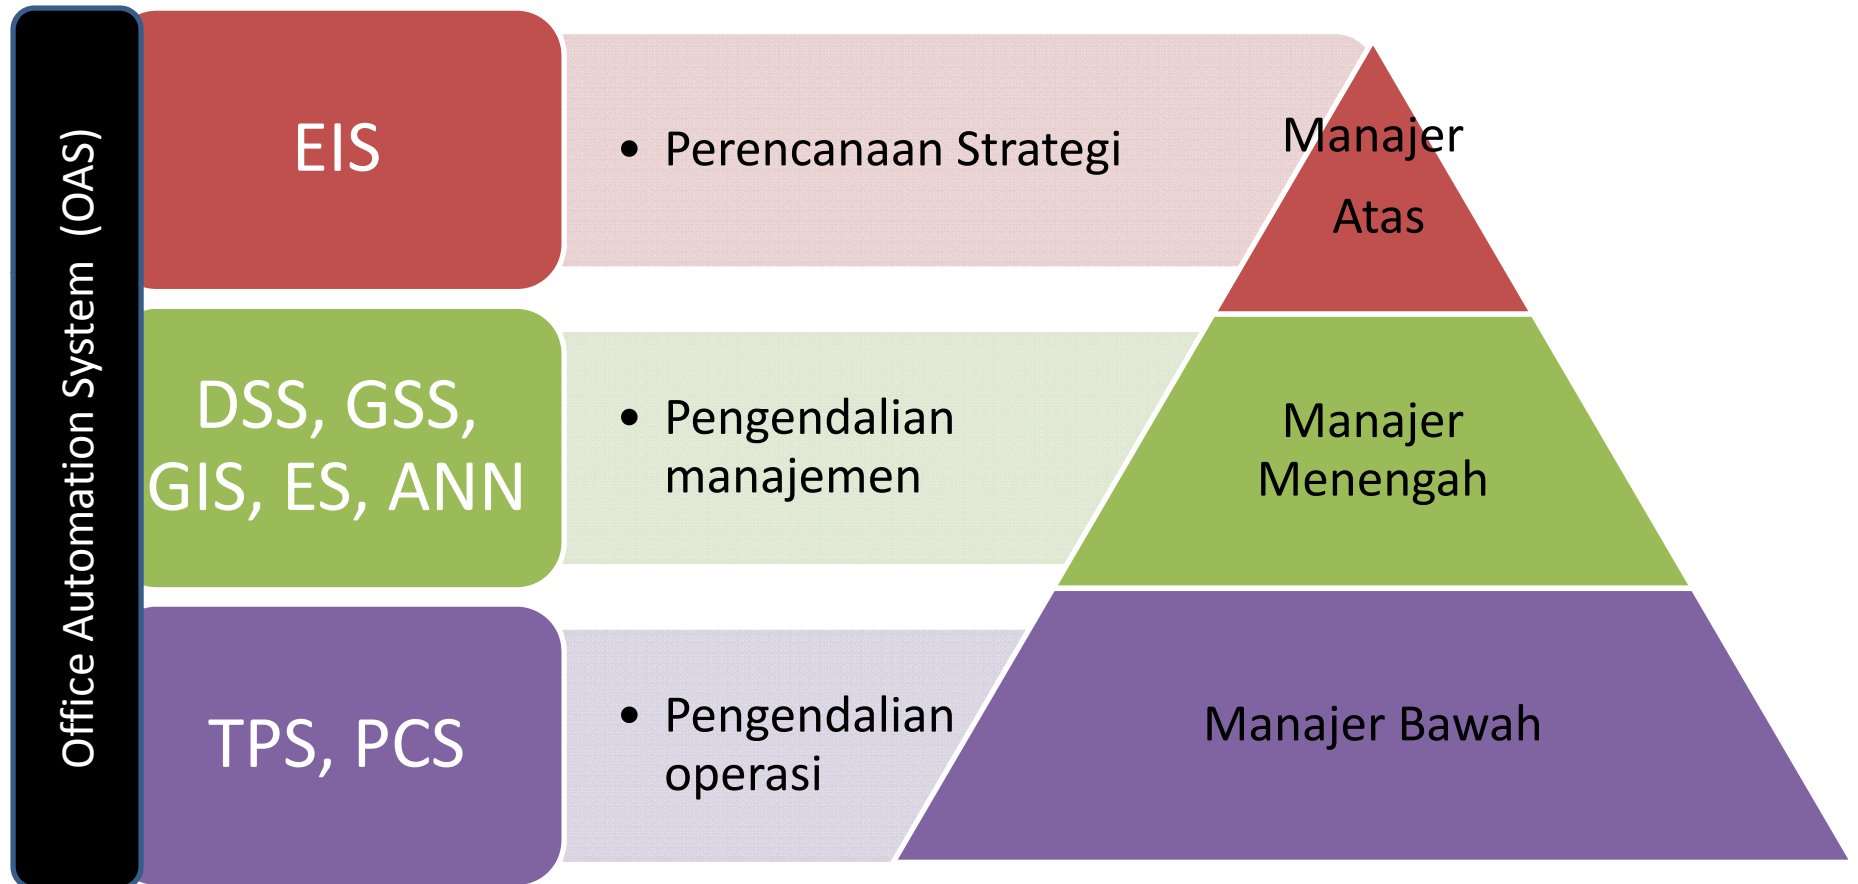 Office Automation System (OAS)
EIS
• Perencanaan Strategi
Manajer
Atas
DSS, GSS,
GIS, ES, ANN
• Pengendalian
manajemen
Manajer
Menengah
TPS, PCS
• Pengendalian
operasi
Manajer Bawah